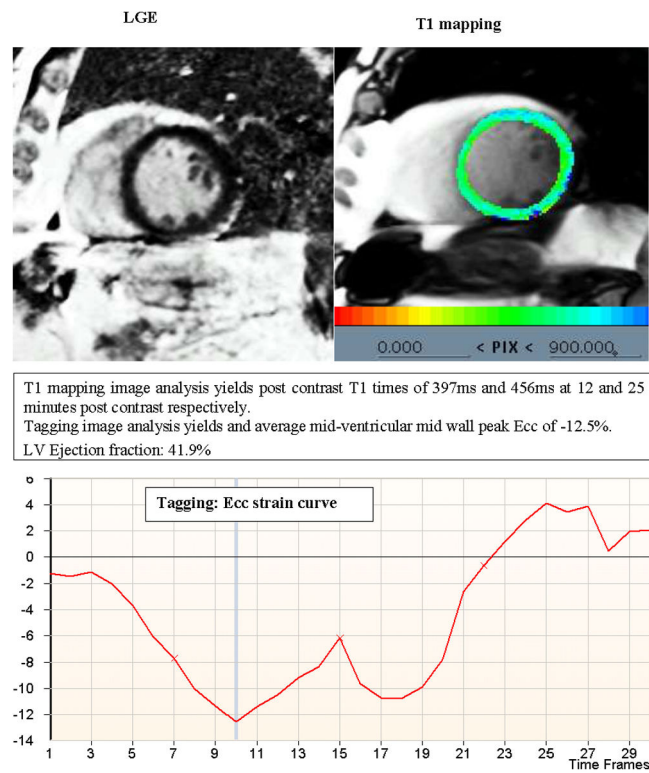 LGE
T1 mapping
0.000 < PIX > 900.000
T1 mapping image analysis yields post contrast T1 times of 397ms and 456ms at 12 and 25
minutes post contrast respectively.
Tagging image analysis yields and average mid-ventricular mid wall peak Ecc of -12.5%.
LV Ejection fraction: 41.9%
Tagging: Ecc strain curve
6
4
2
0
-2
-4
-6
-8
-10
-12
-14
1 3 5 7 9 11 13 15 17 19 21 23 25 27 29
Time Frames